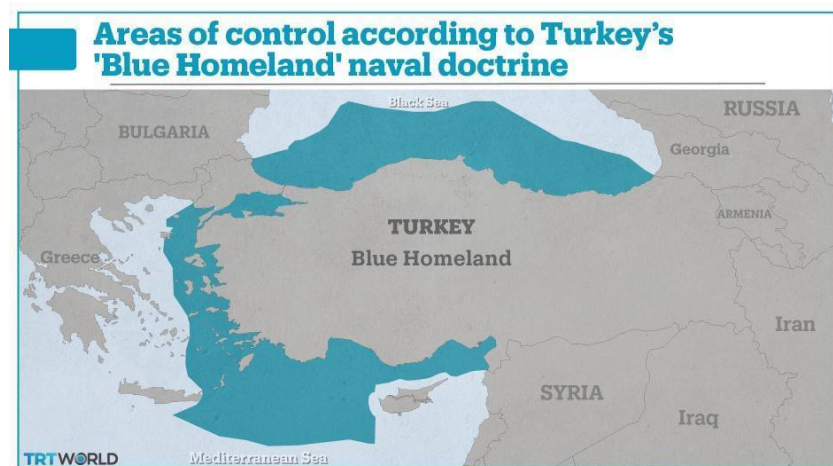 Areas of control according to Turkey's
'Blue Homeland' naval doctrine
Black Sea
RUSSIA
BULGARIA
Georgia
ARMENIA
TURKEY
Greece
Blue Homeland
Iran
SYRIA
Iraq
TRTWORLD
Mediterranean Sea